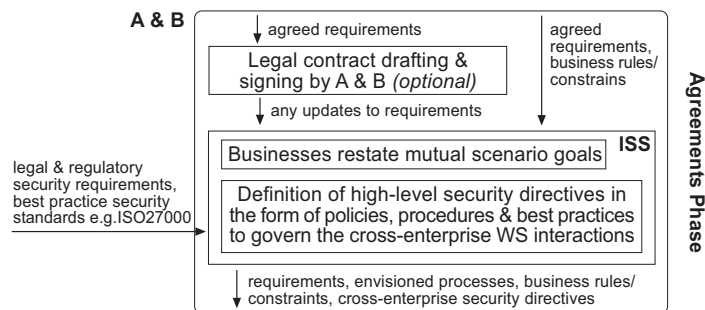 A & B
agreed requirements
agreed
requirements,
business rules/
constrains
Legal contract drafting &
signing by A & B (optional)
any updates to requirements
ISS
Businesses restate mutual scenario goals
legal & regulatory
security requirements,
best practice security
standards e.g.ISO27000
Definition of high-level security directives in
the form of policies, procedures & best practices
to govern the cross-enterprise WS interactions
requirements, envisioned processes, business rules/
constraints, cross-enterprise security directives
Agreements Phase